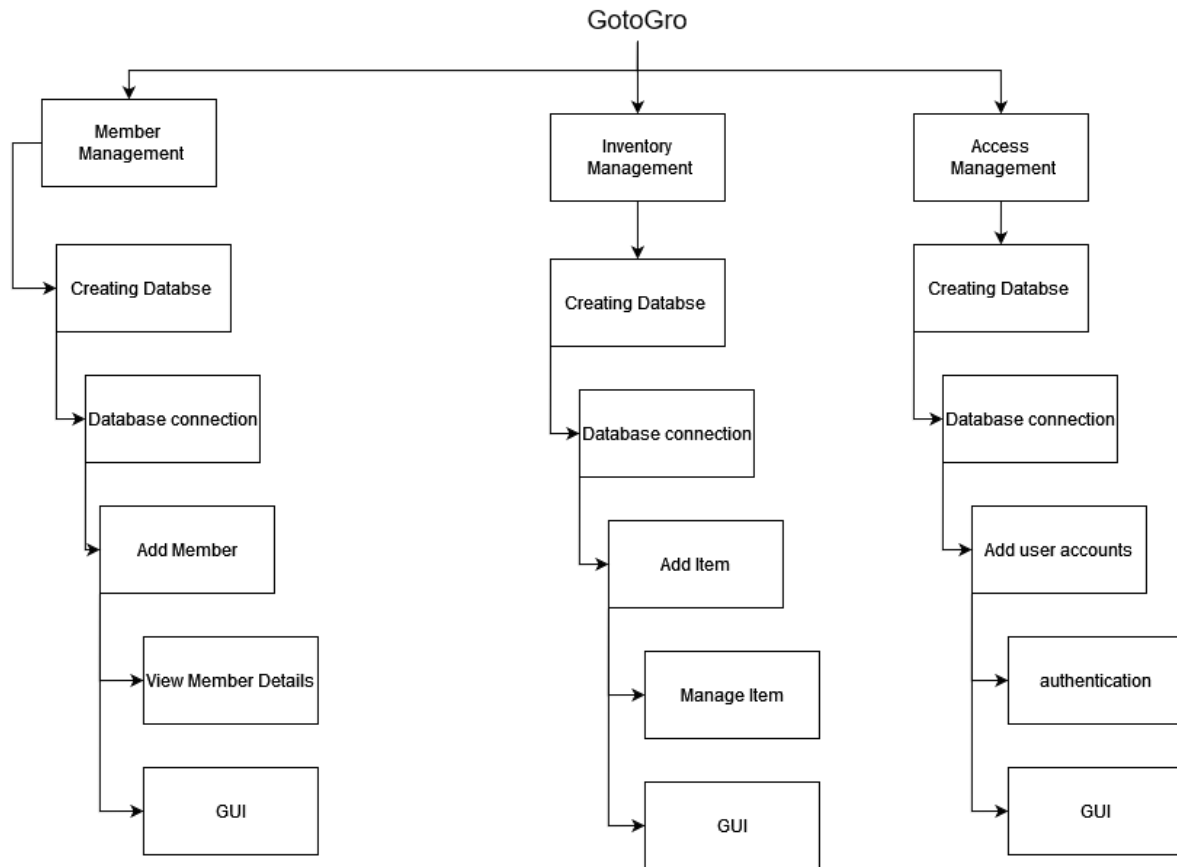 GotoGro
Member
Management
Inventory
Management
Access
Management
Creating Databse
Creating Databse
Creating Databse
Database connection
Database connection
Database connection
Add Member
Add Item
Add user accounts
View Member Details
Manage Item
authentication
GUI
GUI
GUI